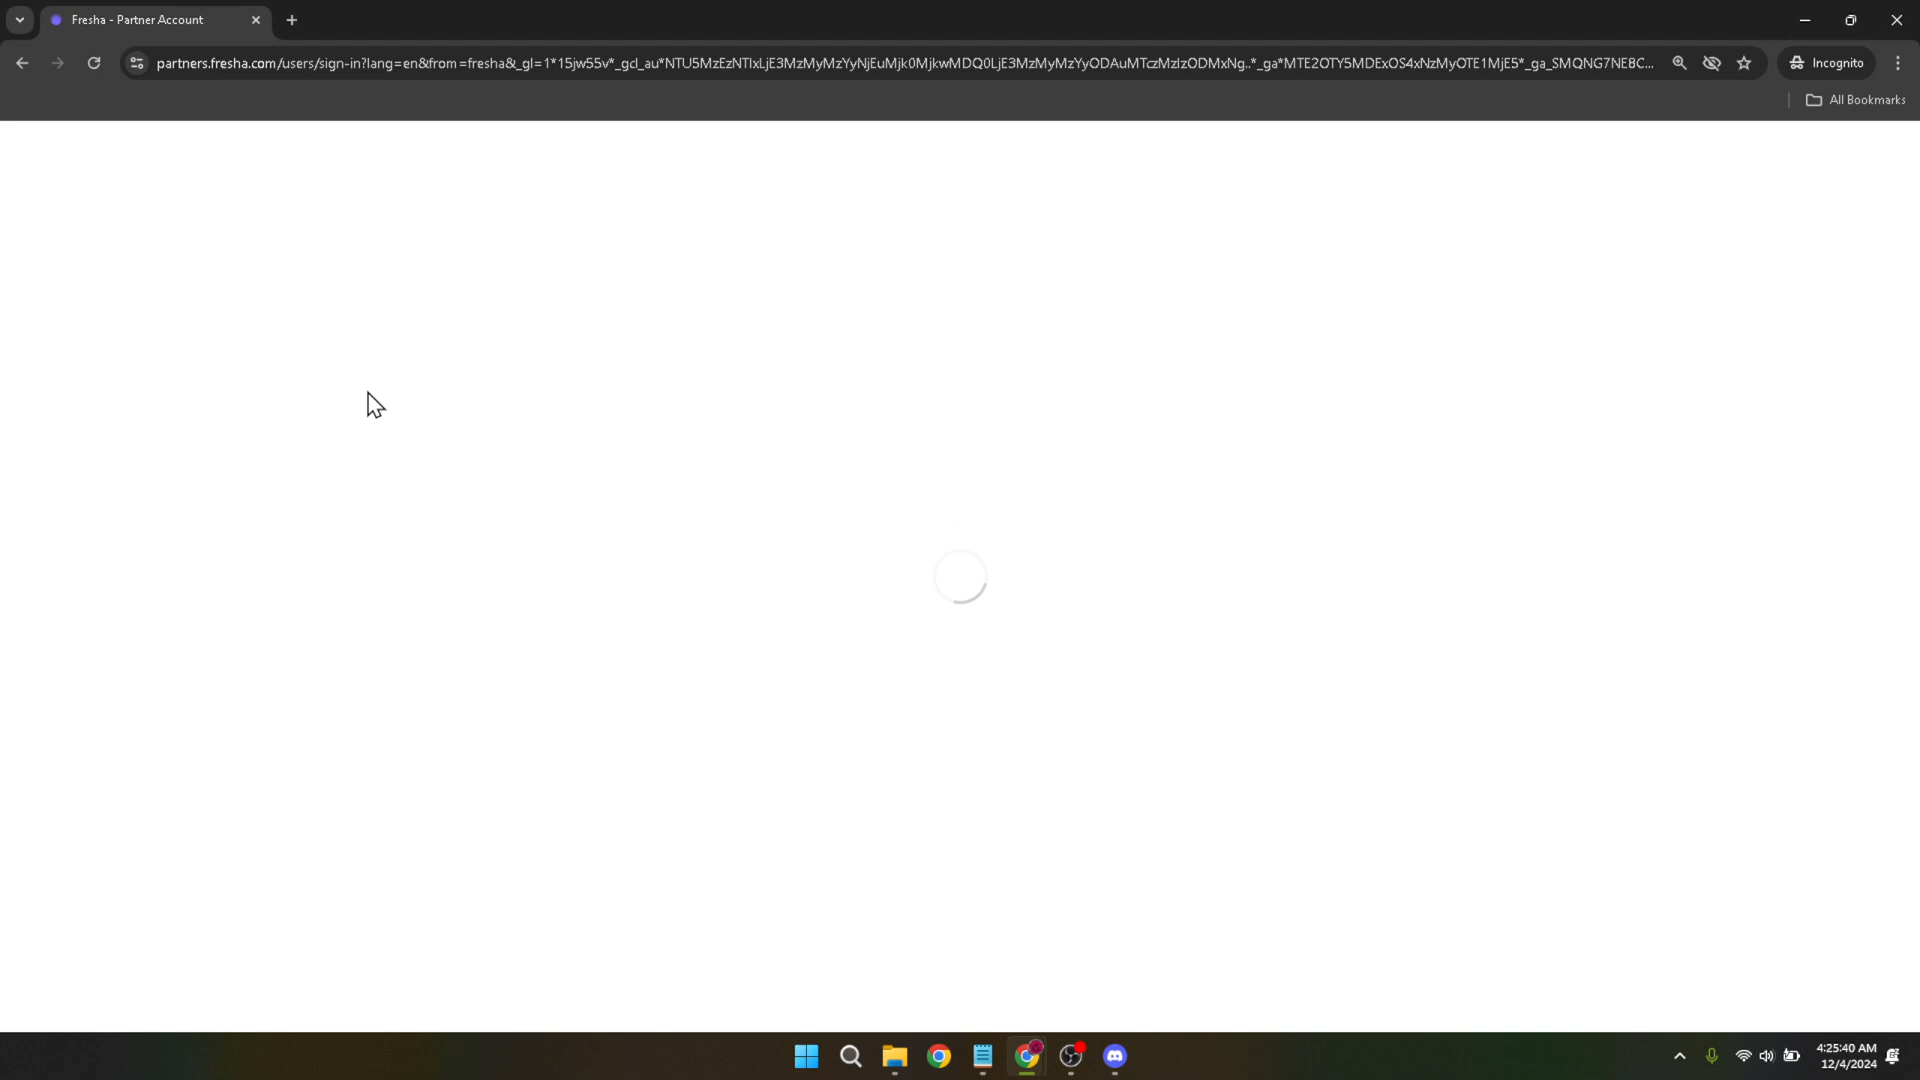 Fresha - Partner Account
partners.fresha.com/users/sign-in?lang=en&from=fresha&_gl=1*15jw55v*_gcl_au*NTU5MzEzNTIxLjE3MzMyMzYyNjEuMjk0MjkwMDQ0LjE3MzMyMzYyODAuMTczMzIzODMxNg..*_ga*MTE2OTY5MDExOS4xNzMyOTE1MjE5*_ga_SMQNG7NE8C...
Incognito
All Bookmarks
4:25:40 AM
12/4/2024